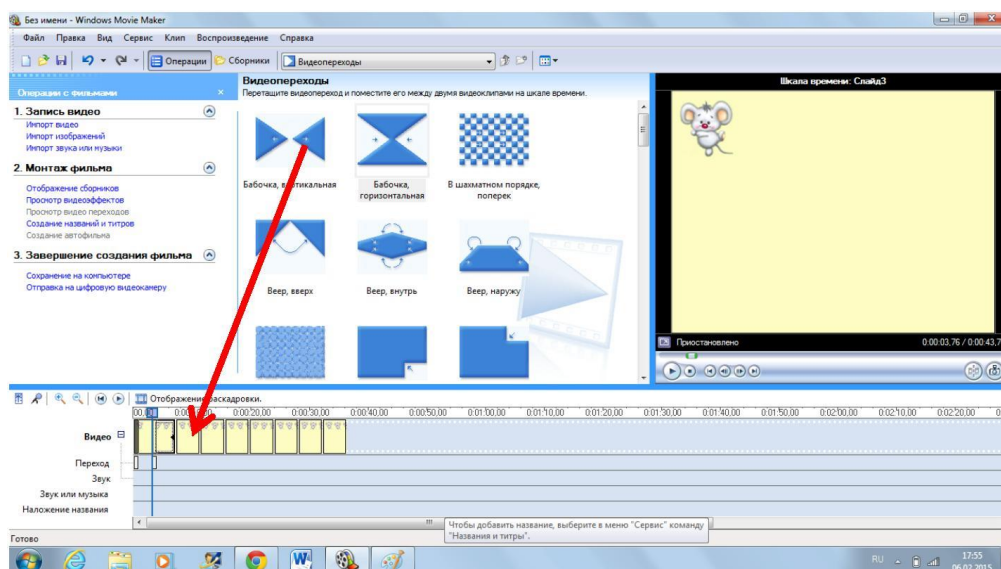 Без имени - Windows Movie Maker
Файл Правка Вид Сервис Клип Воспроизведение Справка
Операции Сборники Видеопереходы
Операции с фильмами
1. Запись видео
Импорт видео
Импорт изображений
Импорт звука или музыки
2. Монтаж фильма
Отображение сборников
Просмотр видеоэффектов
Просмотр видео переходов
Создание названий и титров
Создание автофильма
3. Завершение создания фильма
Сохранение на компьютере
Отправка на цифровую видеокамеру
Видеопереходы
Перетащите видеопереход и поместите его между двумя видеоклипами на шкале времени.
Бабочка, вертикальная
Бабочка, горизонтальная
В шахматном порядке, поперек
Веер, вверх
Веер, внутрь
Веер, наружу
Шкала времени: Слайд3
Приостановлено
0:00:03,76 / 0:00:43,7
Отображение раскадровки.
0:00:20,00 0:00:30,00 0:00:40,00 0:00:50,00 0:01:00,00 0:01:10,00 0:01:20,00 0:01:30,00 0:01:40,00 0:01:50,00 0:02:00,00 0:02:10,00 0:02:20,00
Видео
Переход
Звук
Звук или музыка
Наложение названия
Чтобы добавить название, выберите в меню "Сервис" команду
"Названия и титры".
Готово
RU
17:55
06.02.2015